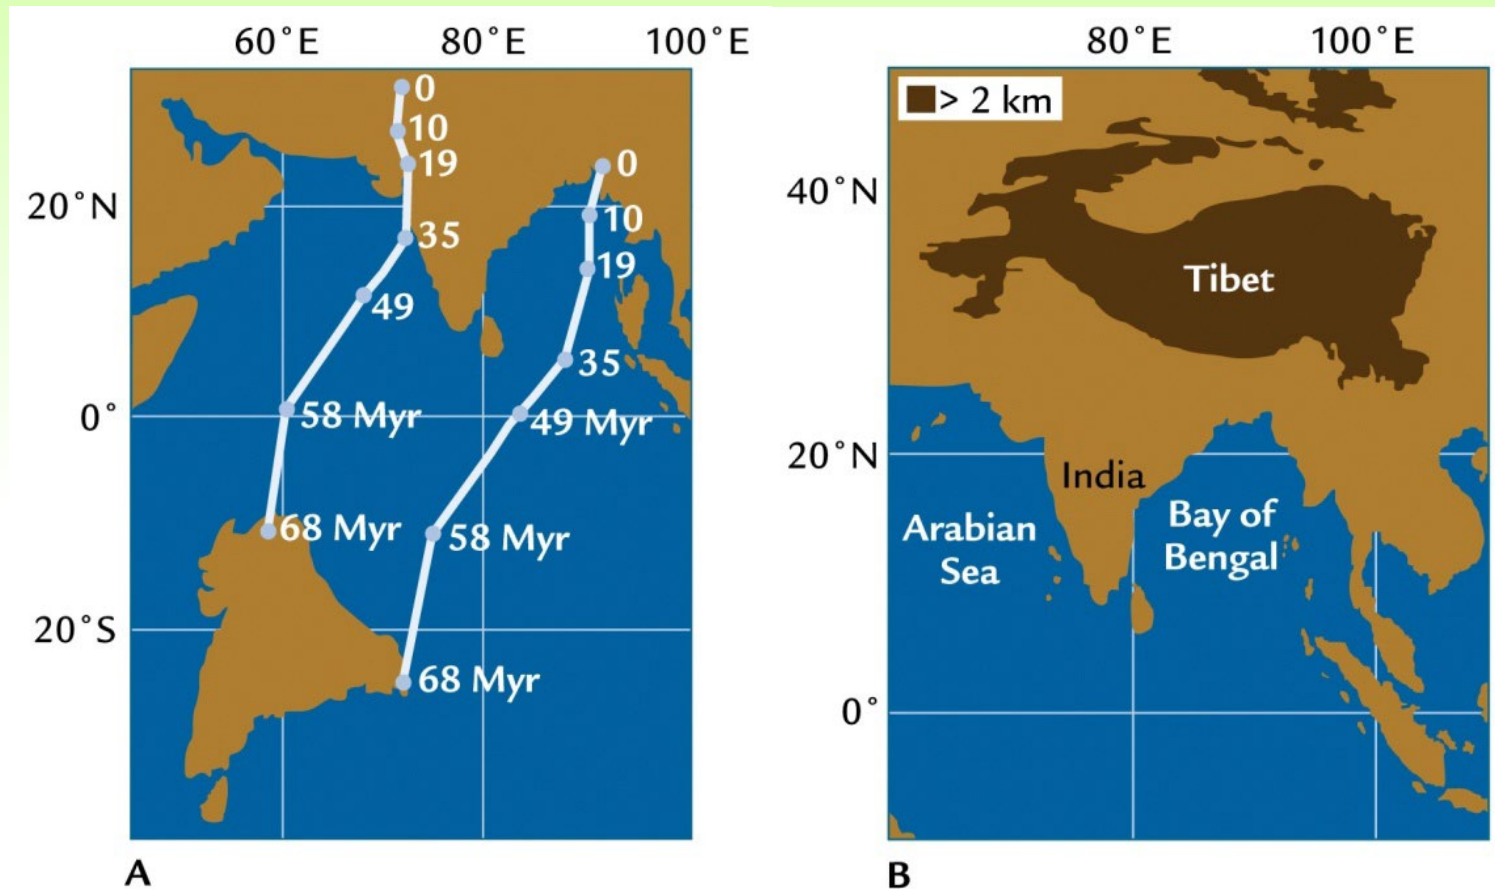 60°E 80°E 100°E
0
10
0
19
20°N
10
35
19
49
35
0°
58 Myr
49 Myr
68 Myr
58 Myr
20°S
68 Myr
A
80°E 100°E
> 2 km
40°N
Tibet
20°N
India
Arabian
Sea
Bay of
Bengal
0°
B